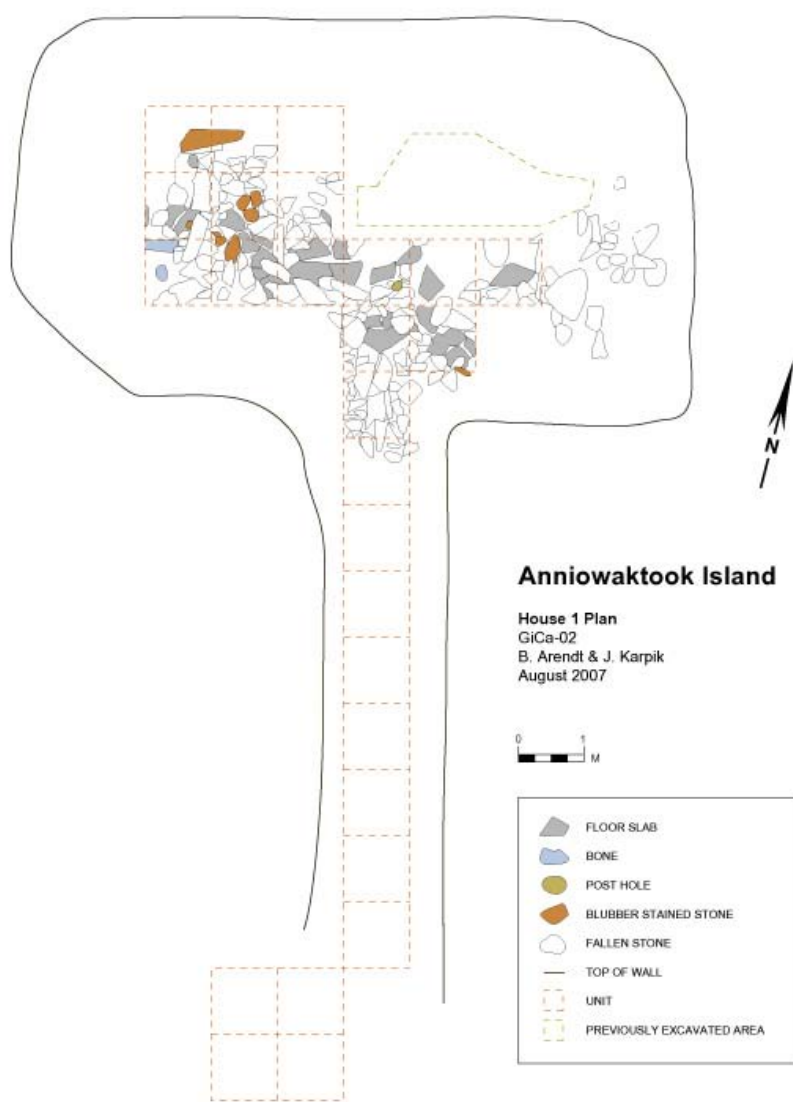 N
Anniowaktook Island
House 1 Plan
GiCa-02
B. Arendt & J. Karpik
August 2007
0 1
M
FLOOR SLAB
BONE
POST HOLE
BLUBBER STAINED STONE
FALLEN STONE
TOP OF WALL
UNIT
PREVIOUSLY EXCAVATED AREA